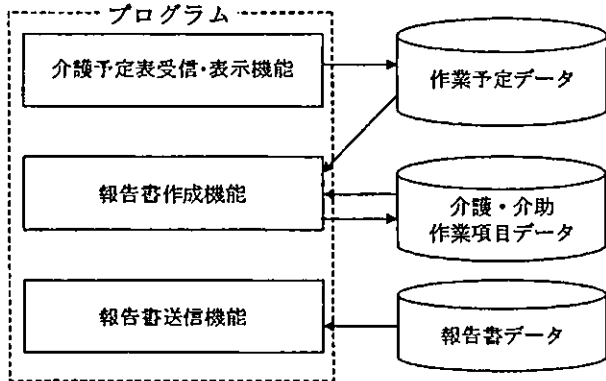 プログラム
介護予定表受信・表示機能
作業予定データ
報告書作成機能
介護・介助
作業項目データ
報告書送信機能
報告書データ